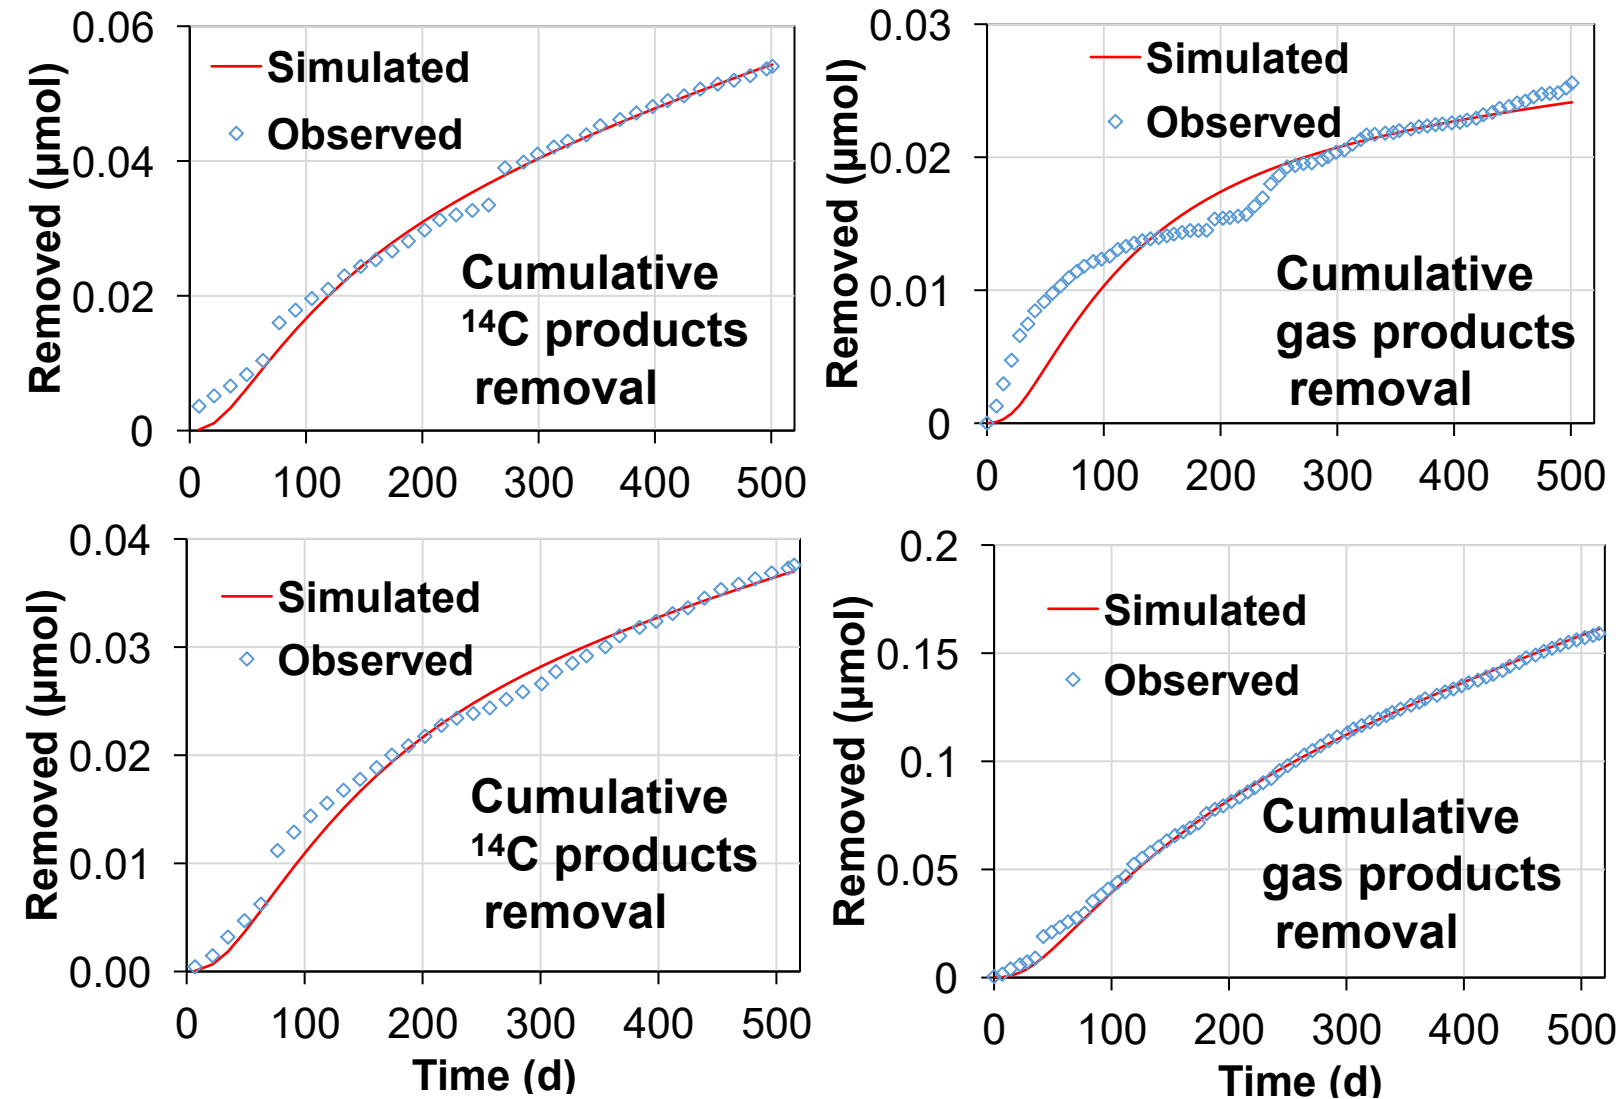 0.06
0.04
0.02
0
Removed (µmol)
Simulated
Observed
Cumulative
¹⁴C products
removal
0 100 200 300 400 500
0.03
0.02
0.01
0
Removed (µmol)
Simulated
Observed
Cumulative
gas products
removal
0 100 200 300 400 500
0.04
0.03
0.02
0.01
0.00
Removed (µmol)
Simulated
Observed
Cumulative
¹⁴C products
removal
0 100 200 300 400 500
Time (d)
0.2
0.15
0.1
0.05
0
Removed (µmol)
Simulated
Observed
Cumulative
gas products
removal
0 100 200 300 400 500
Time (d)